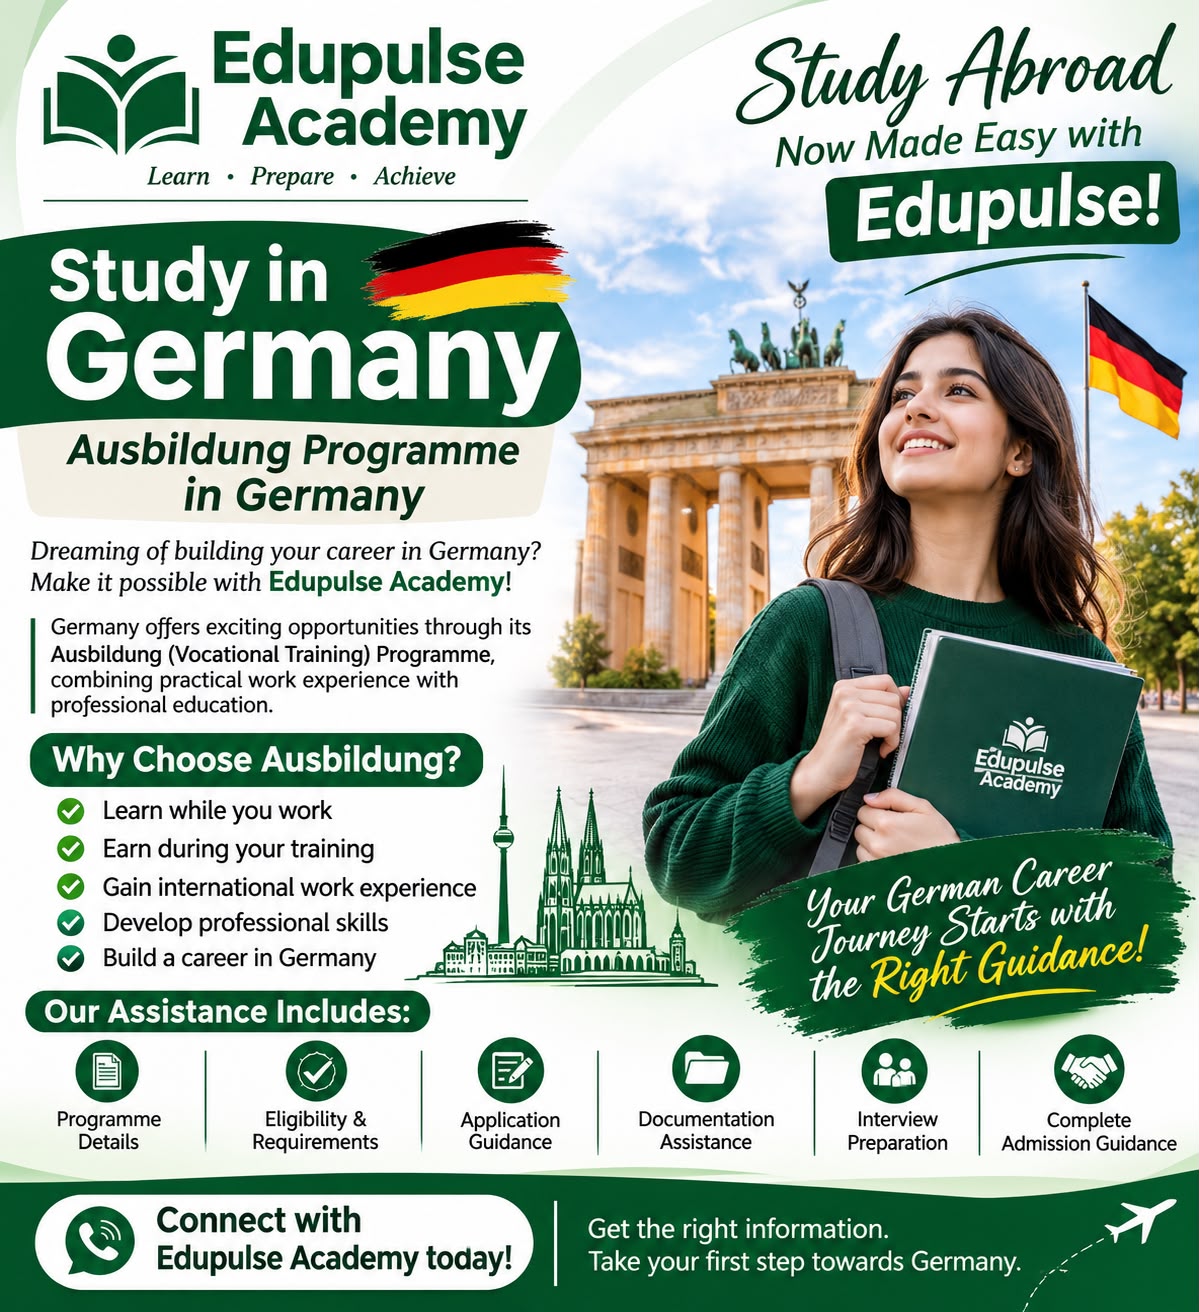 Edupulse
Academy
Learn • Prepare • Achieve
Study Abroad
Now Made Easy with
Edupulse!
Study in
Germany
Ausbildung Programme
in Germany
Dreaming of building your career in Germany?
Make it possible with Edupulse Academy!
Germany offers exciting opportunities through its
Ausbildung (Vocational Training) Programme,
combining practical work experience with
professional education.
Why Choose Ausbildung?
Learn while you work
Earn during your training
Gain international work experience
Develop professional skills
Build a career in Germany
Edupulse
Academy
Your German Career
Journey Starts with
the Right Guidance!
Our Assistance Includes:
Programme
Details
Eligibility &
Requirements
Application
Guidance
Documentation
Assistance
Interview
Preparation
Complete
Admission Guidance
Connect with
Edupulse Academy today!
Get the right information.
Take your first step towards Germany.